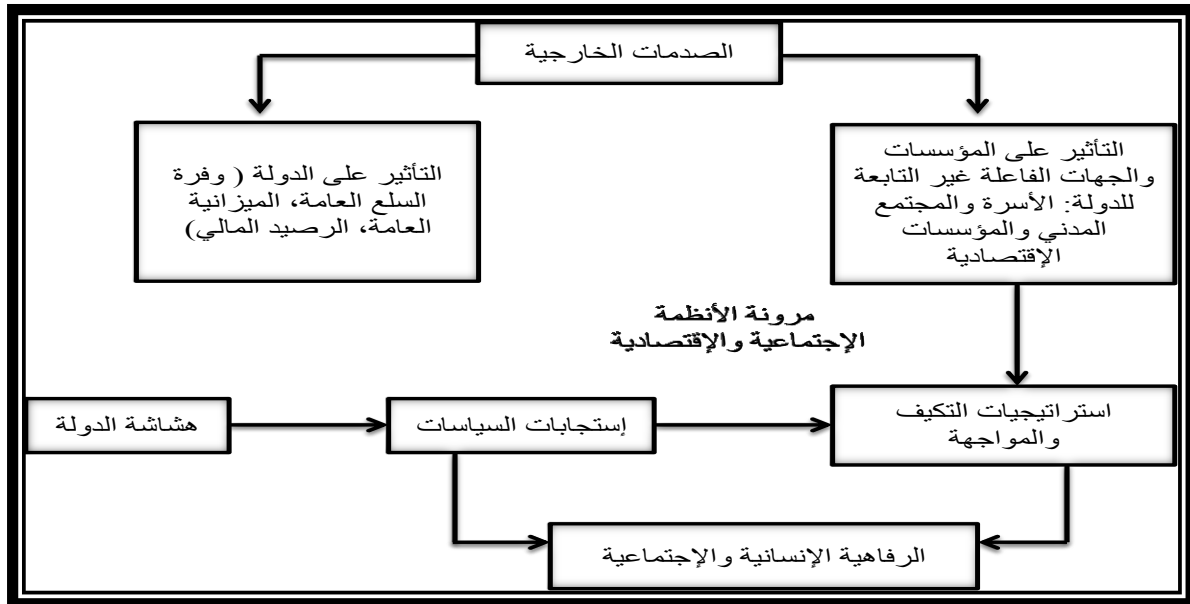 الصدمات الخارجية
التأثير على المؤسسات
والجهات الفاعلة غير التابعة
للدولة: الأسرة والمجتمع
المدني والمؤسسات
الإقتصادية
التأثير على الدولة ( وفرة
السلع العامة، الميزانية
العامة، الرصيد المالي)
مرونة الأنظمة
الإجتماعية والإقتصادية
استراتيجيات التكيف
والمواجهة
إستجابات السياسات
هشاشة الدولة
الرفاهية الإنسانية والإجتماعية